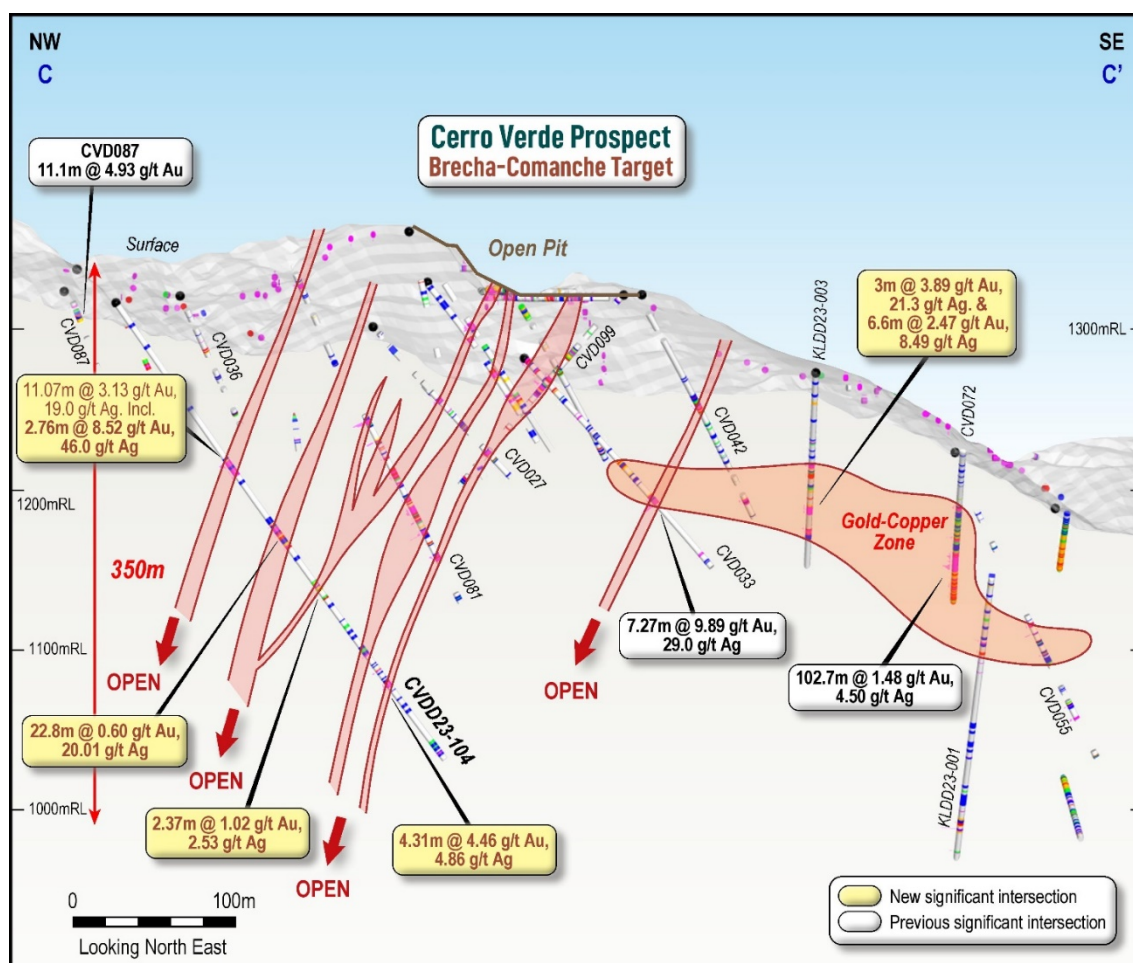 NW
C
SE
C'
Cerro Verde Prospect
Brecha-Comanche Target
CVD087
11.1m @ 4.93 g/t Au
Surface
Open Pit
3m @ 3.89 g/t Au,
21.3 g/t Ag. &
6.6m @ 2.47 g/t Au,
8.49 g/t Ag
KLDD23-003
1300mRL
CVD087
CVD036
CVD099
CVD072
11.07m @ 3.13 g/t Au,
19.0 g/t Ag. Incl.
2.76m @ 8.52 g/t Au,
46.0 g/t Ag
CVD042
CVD027
1200mRL
Gold-Copper
Zone
350m
CVD081
CVD033
7.27m @ 9.89 g/t Au,
29.0 g/t Ag
1100mRL
OPEN
OPEN
102.7m @ 1.48 g/t Au,
4.50 g/t Ag
CVD055
CVDD23-104
22.8m @ 0.60 g/t Au,
20.01 g/t Ag
OPEN
KLDD23-001
1000mRL
2.37m @ 1.02 g/t Au,
2.53 g/t Ag
4.31m @ 4.46 g/t Au,
4.86 g/t Ag
OPEN
0
100m
Looking North East
New significant intersection
Previous significant intersection